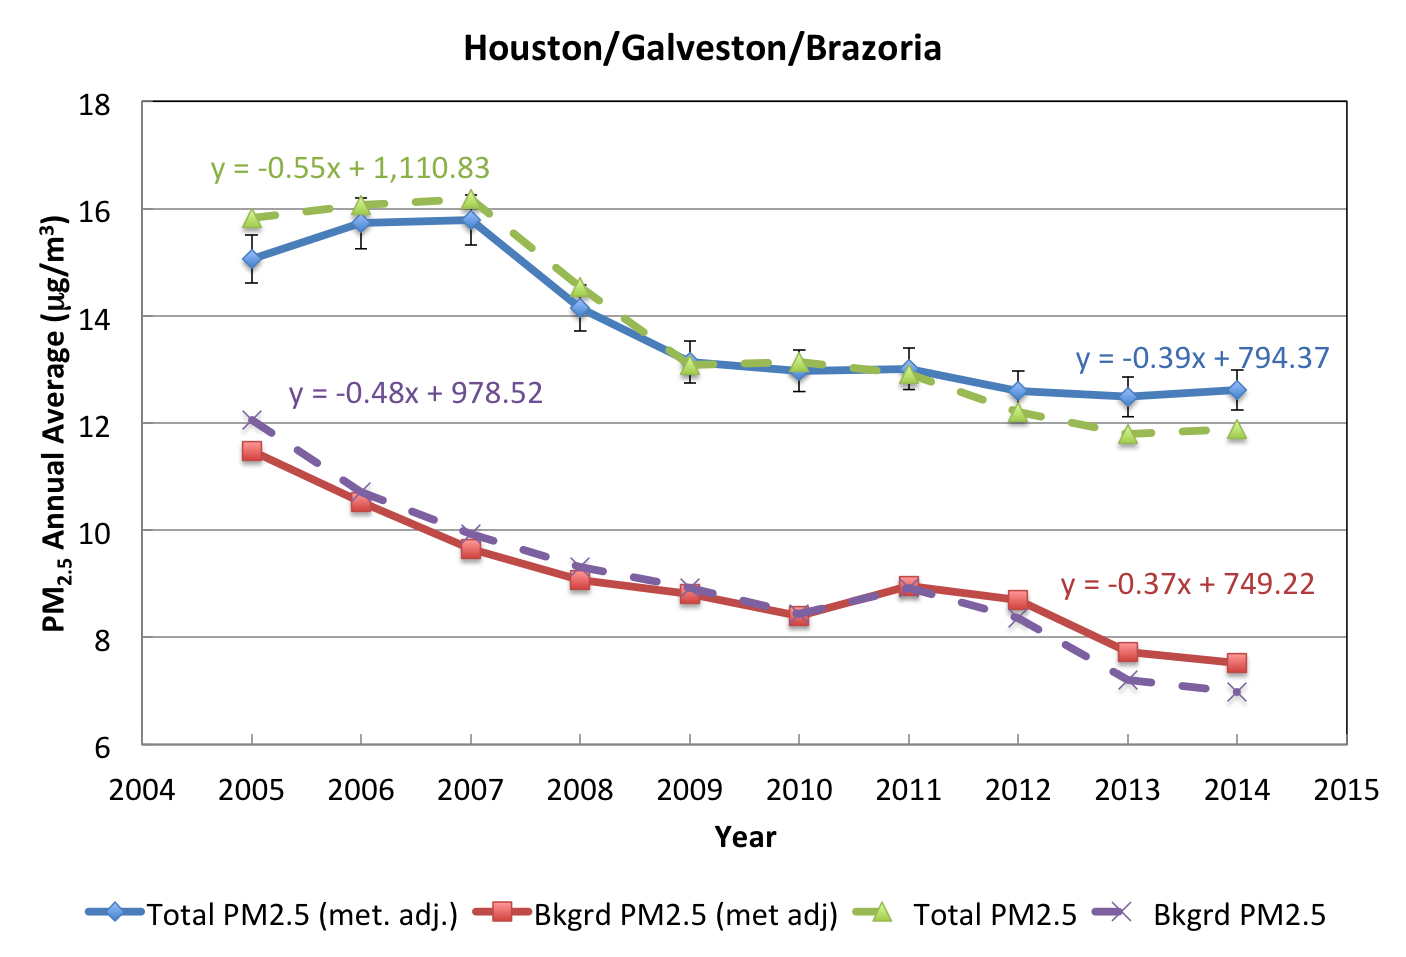 Houston/Galveston/Brazoria
PM2.5 Annual Average (µg/m³)
18
16
14
12
10
8
6
y = -0.55x + 1,110.83
y = -0.39x + 794.37
y = -0.48x + 978.52
y = -0.37x + 749.22
2004 2005 2006 2007 2008 2009 2010 2011 2012 2013 2014 2015
Year
Total PM2.5 (met. adj.) Bkgrd PM2.5 (met adj) Total PM2.5 Bkgrd PM2.5